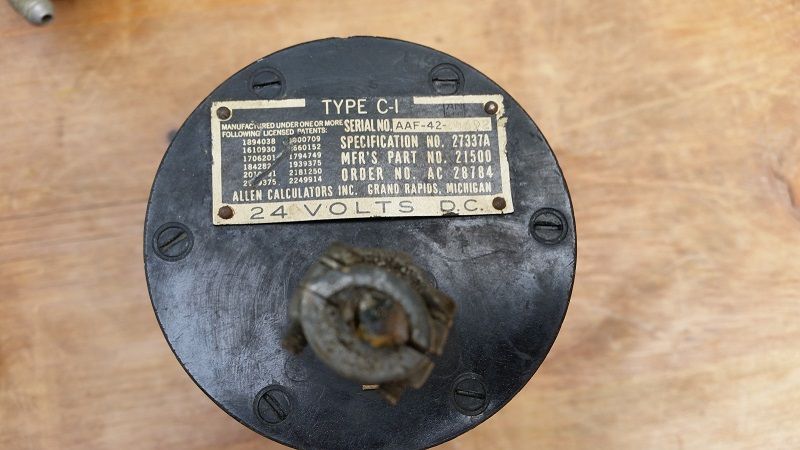 TYPE C-1
MANUFACTURED UNDER ONE OR MORE
FOLLOWING LICENSED PATENTS:
SERIAL NO. AAF-42-
1894038
1610930 1660152
1706201 1794749
1939375
2181250
2249914
SPECIFICATION NO. 27337A
MFR'S PART NO. 21500
ORDER NO. AC 28784
ALLEN CALCULATORS INC. GRAND RAPIDS, MICHIGAN
24 VOLTS D.C.